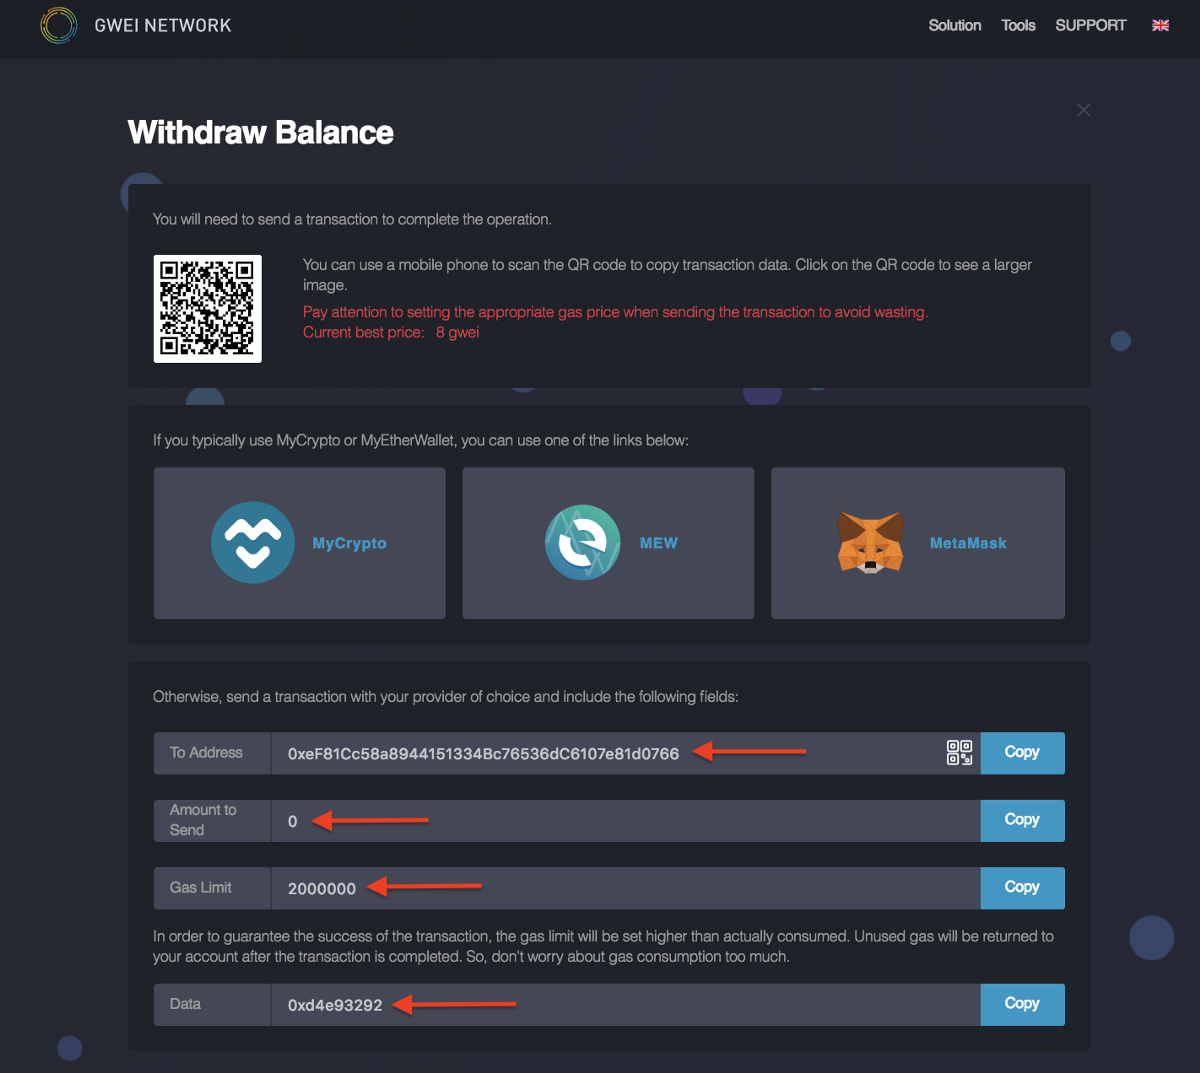 GWEI NETWORK
Solution Tools SUPPORT
Withdraw Balance
You will need to send a transaction to complete the operation.
You can use a mobile phone to scan the QR code to copy transaction data. Click on the QR code to see a larger
image.
Pay attention to setting the appropriate gas price when sending the transaction to avoid wasting.
Current best price: 8 gwei
If you typically use MyCrypto or MyEtherWallet, you can use one of the links below:
MyCrypto
MEW
MetaMask
Otherwise, send a transaction with your provider of choice and include the following fields:
To Address 0xeF81Cc58a8944151334Bc76536dC6107e81d0766 Copy
Amount to
Send 0 Copy
Gas Limit 2000000 Copy
In order to guarantee the success of the transaction, the gas limit will be set higher than actually consumed. Unused gas will be returned to
your account after the transaction is completed. So, don't worry about gas consumption too much.
Data 0xd4e93292 Copy